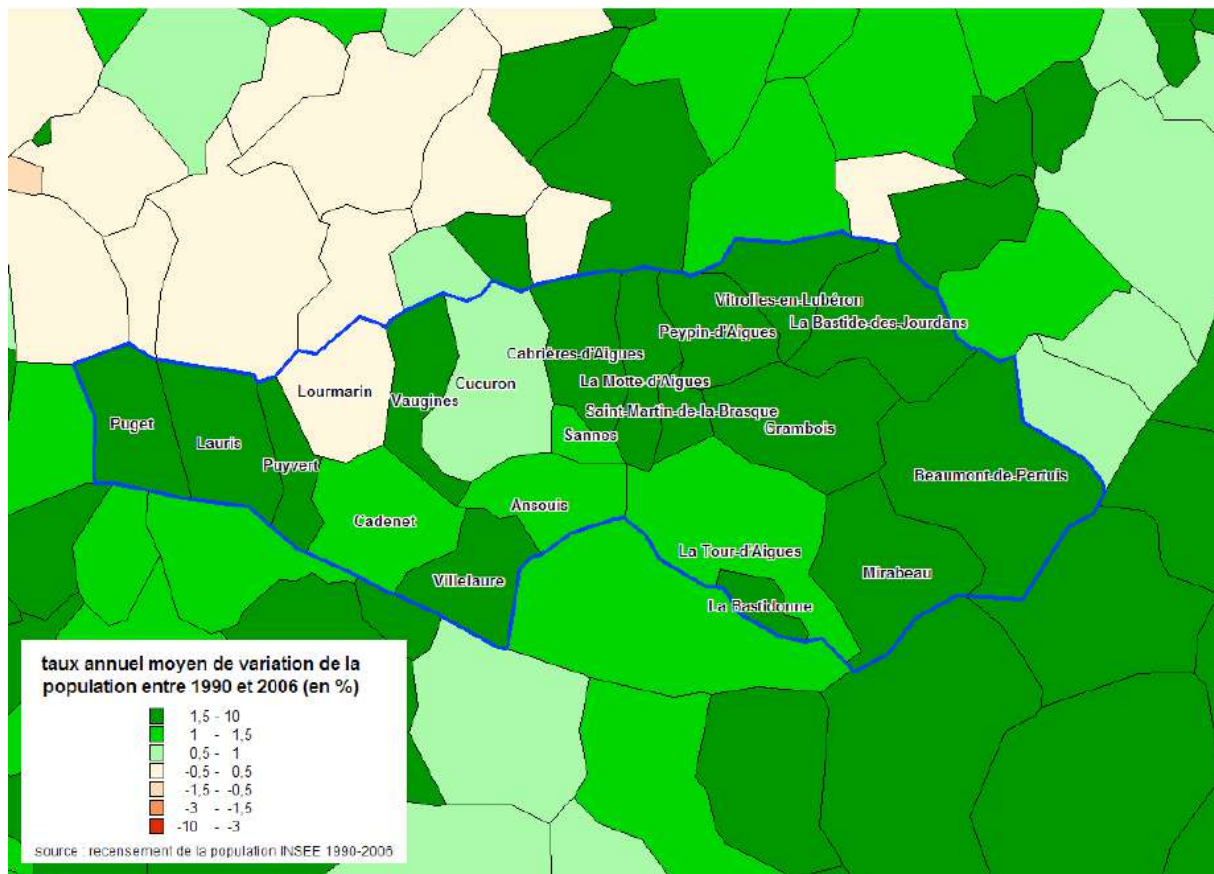 Vitrolles-en-Lubéron
La Bastide-des-Jourdans
Peypin-d'Aigues
Cabrières-d'Aigues
La Motte-d'Aigues
Cucuron
Lourmarin
Vaugines
Saint-Martin-de-la-Brasque
Puget
Lauris
Sannes
Grambois
Puyvert
Beaumont-de-Pertuis
Ansouis
Cadenet
La Tour-d'Aigues
Mirabeau
Villelaure
La Bastidonne
taux annuel moyen de variation de la
population entre 1990 et 2006 (en %)
1,5 - 10
1 - 1,5
0,5 - 1
-0,5 - 0,5
-1,5 - -0,5
-3 - -1,5
-10 - -3
source : recensement de la population INSEE 1990-2006